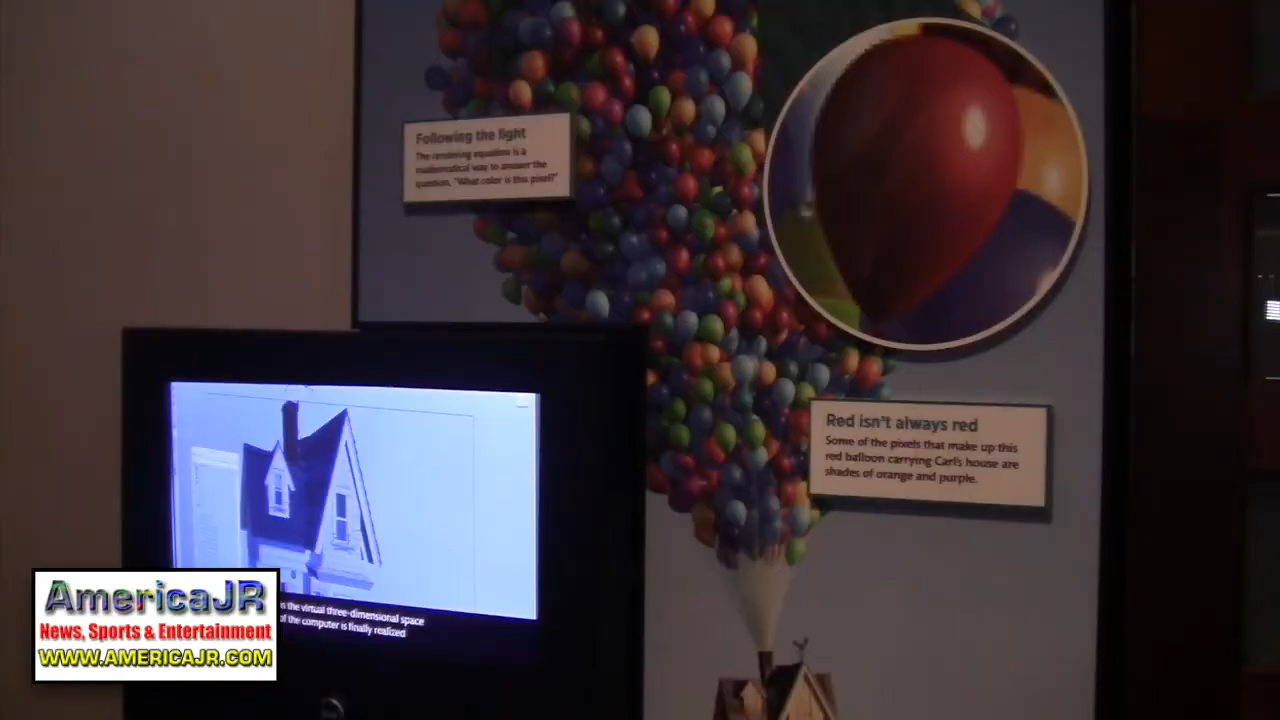 Following the light
The rendering equation is a
mathematical way to answer the
question, "What color is this pixel?"
Red isn't always red
Some of the pixels that make up this
red balloon carrying Carl's house are
shades of orange and purple.
the virtual three-dimensional space
of the computer is finally realized
AmericaJR
News, Sports & Entertainment
WWW.AMERICAJR.COM